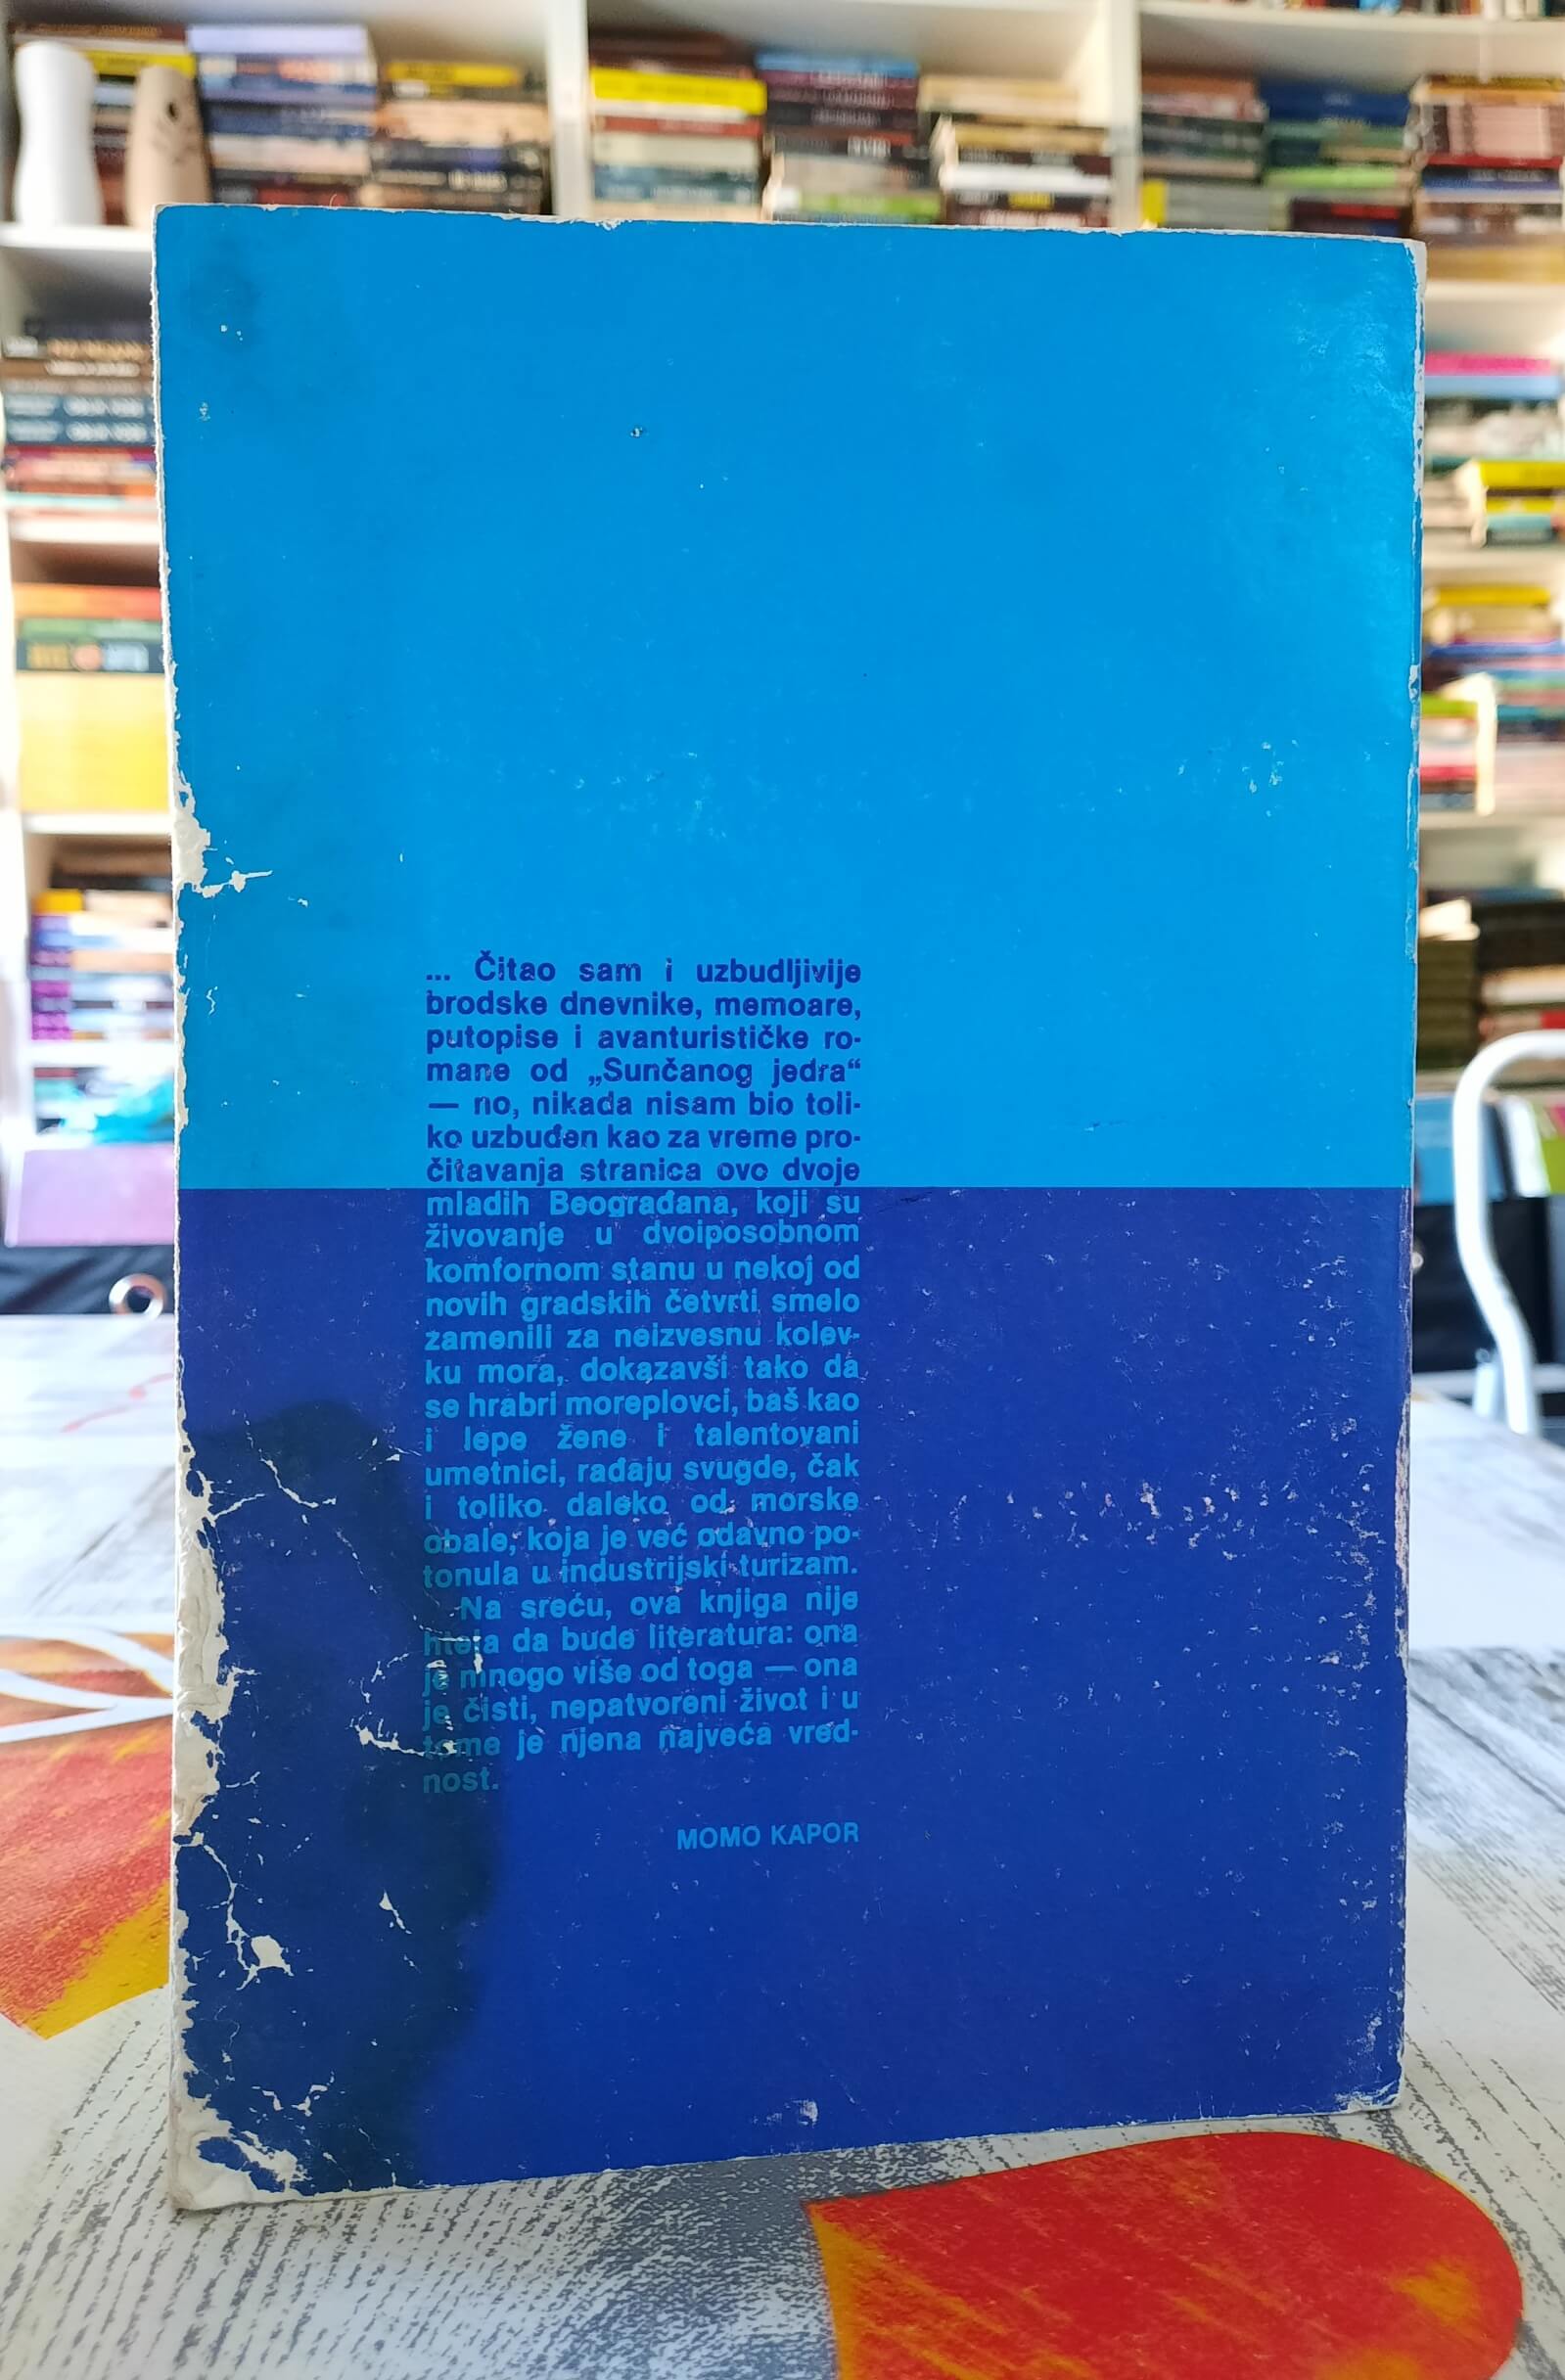 ... Čitao sam i uzbudljivije
brodske dnevnike, memoare,
putopise i avanturističke ro-
mane od „Sunčanog jedra“
— no, nikada nisam bio toli-
ko uzbuđen kao za vreme pro-
čitavanja stranica ovo dvoje
mladih Beograđana, koji su
živovanje u dvoiposobnom
komfornom stanu u nekoj od
novih gradskih četvrti smelo
zamenili za neizvesnu kolev-
ku mora, dokazavši tako da
se hrabri moreplovci, baš kao
i lepe žene i talentovani
umetnici, rađaju svugde, čak
i toliko daleko od morske
obale, koja je već odavno po-
tonula u industrijski turizam.
Na sreću, ova knjiga nije
htela da bude literatura: ona
je mnogo više od toga — ona
je čisti, nepatvoreni život i u
tome je njena najveća vred-
nost.
MOMO KAPOR